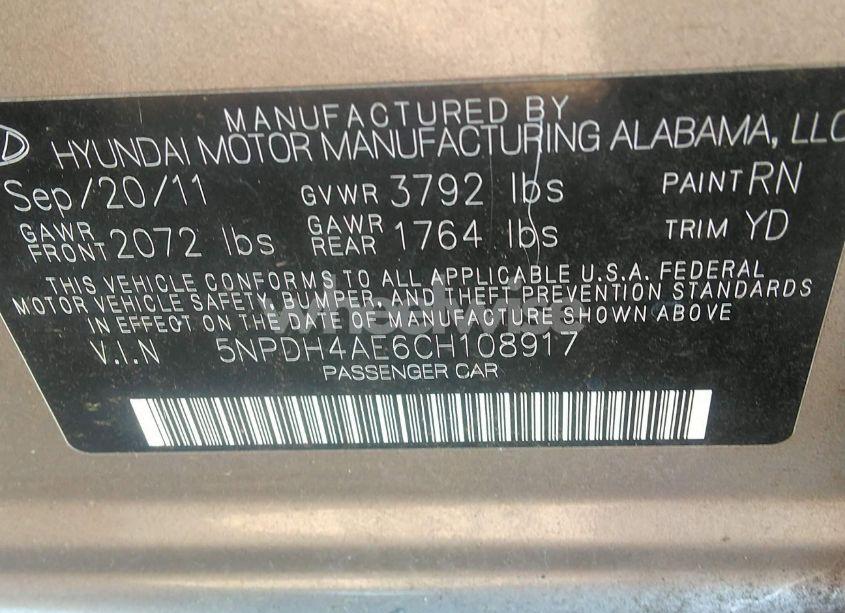 MANUFACTURED BY
HYUNDAI MOTOR MANUFACTURING ALABAMA, LLC
Sep/20/11 GVWR 3792 lbs PAINT RN
GAWR FRONT 2072 lbs GAWR REAR 1764 lbs TRIM YD
THIS VEHICLE CONFORMS TO ALL APPLICABLE U.S.A. FEDERAL
MOTOR VEHICLE SAFETY, BUMPER, AND THEFT PREVENTION STANDARDS
IN EFFECT ON THE DATE OF MANUFACTURE SHOWN ABOVE
wheelwise
V.I.N 5NPDH4AE6CH108917
PASSENGER CAR